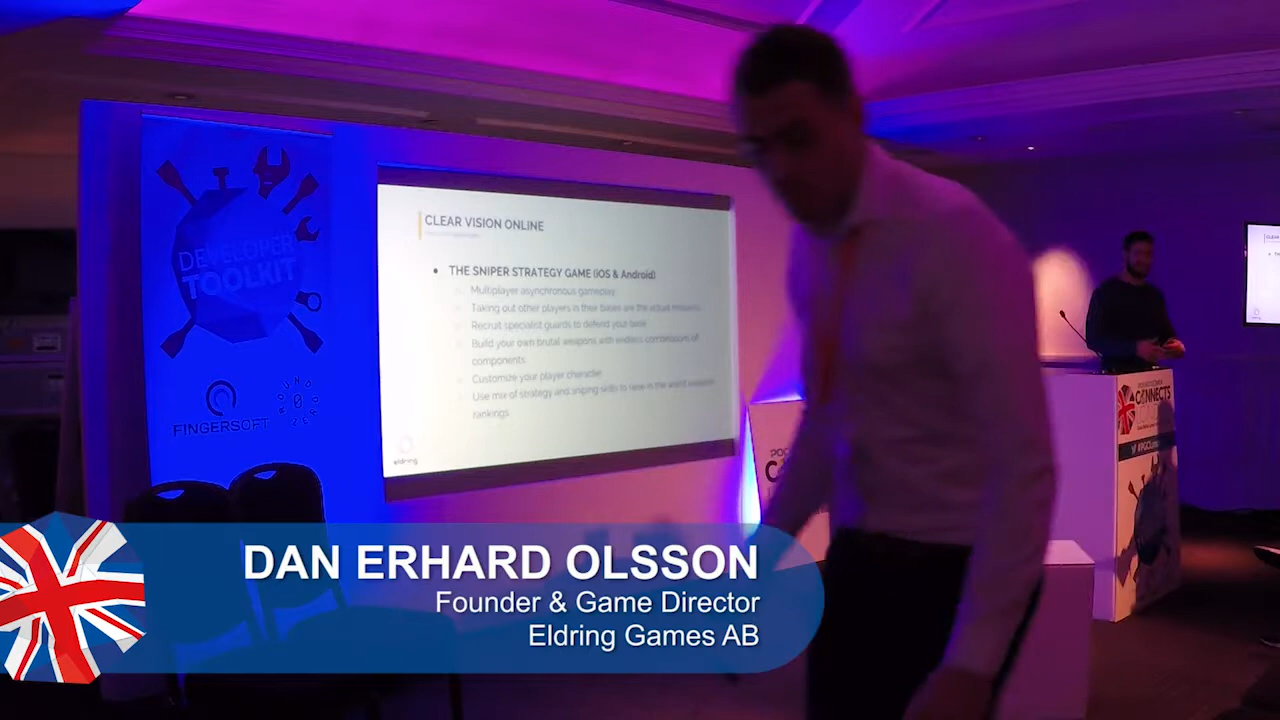 DEVELOPER
TOOLKIT
FINGERSOFT
CLEAR VISION ONLINE
THE SNIPER STRATEGY GAME (iOS & Android)
Multiplayer asynchronous gameplay
Taking out other players in their bases are the actual
Recruit specialist guards to defend your base
Build your own brutal weapons with endless combinations of
components
Customize your player character
Use mix of strategy and sniping skills to raise in the world
rankings
eldring
CONNECTS
DAN ERHARD OLSSON
Founder & Game Director
Eldring Games AB